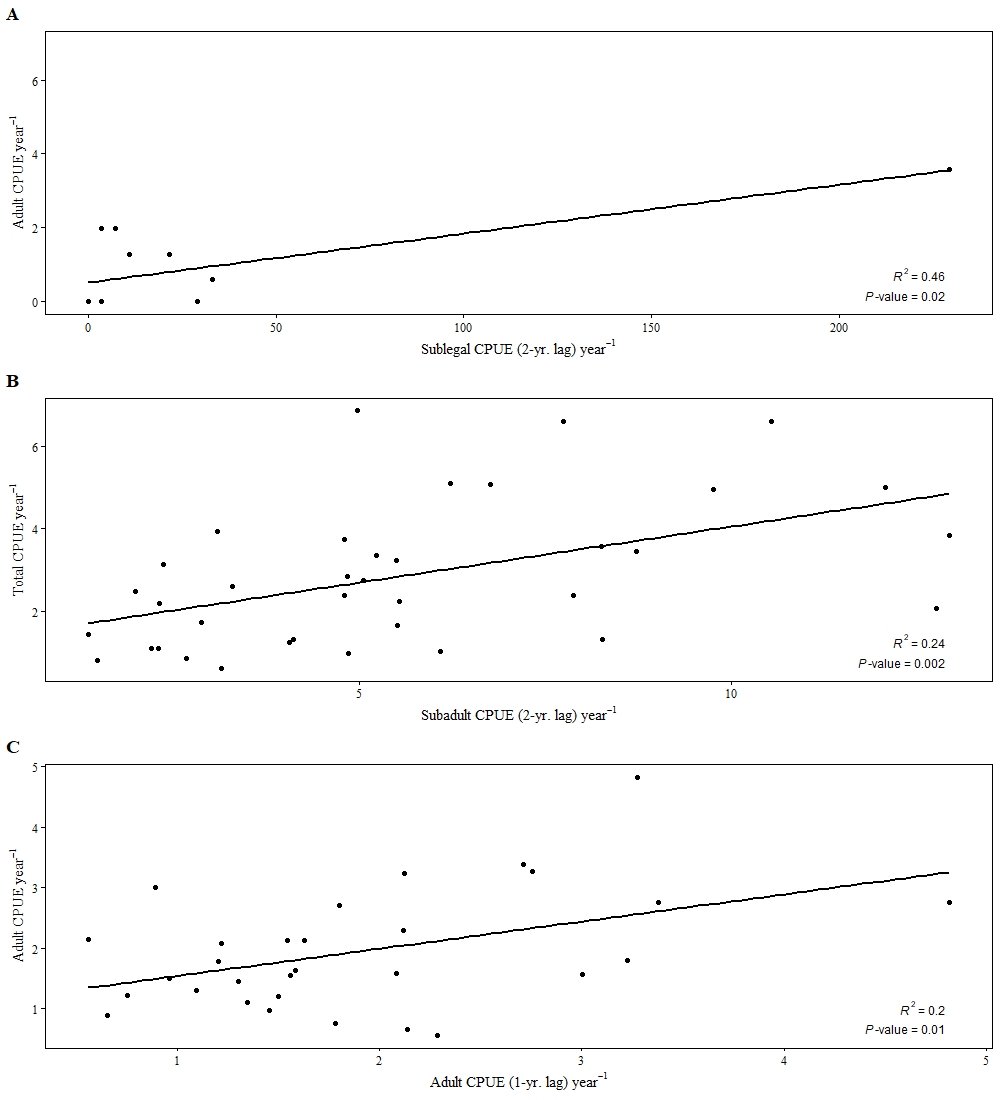 A
Adult CPUE year⁻¹
6
4
2
0
R² = 0.46
P-value = 0.02
0 50 100 150 200
Sublegal CPUE (2-yr. lag) year⁻¹
B
Total CPUE year⁻¹
6
4
2
R² = 0.24
P-value = 0.002
5 10
Subadult CPUE (2-yr. lag) year⁻¹
C
Adult CPUE year⁻¹
5
4
3
2
1
R² = 0.2
P-value = 0.01
1 2 3 4 5
Adult CPUE (1-yr. lag) year⁻¹